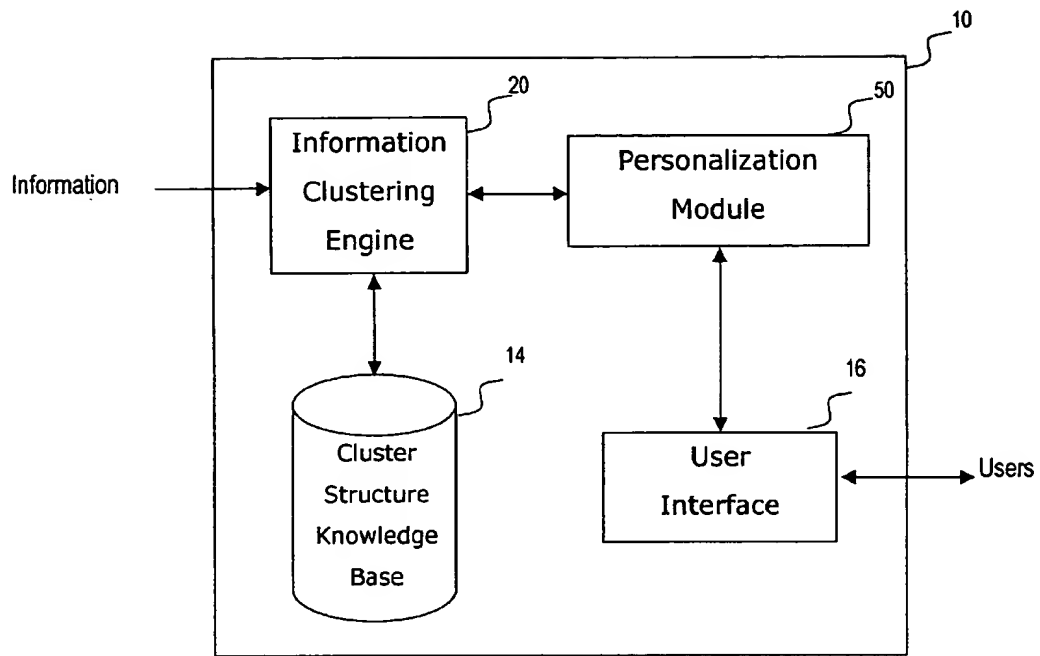 10
20
50
Information
Clustering
Engine
Personalization
Module
Information
14
16
Cluster
Structure
Knowledge
Base
User
Interface
Users